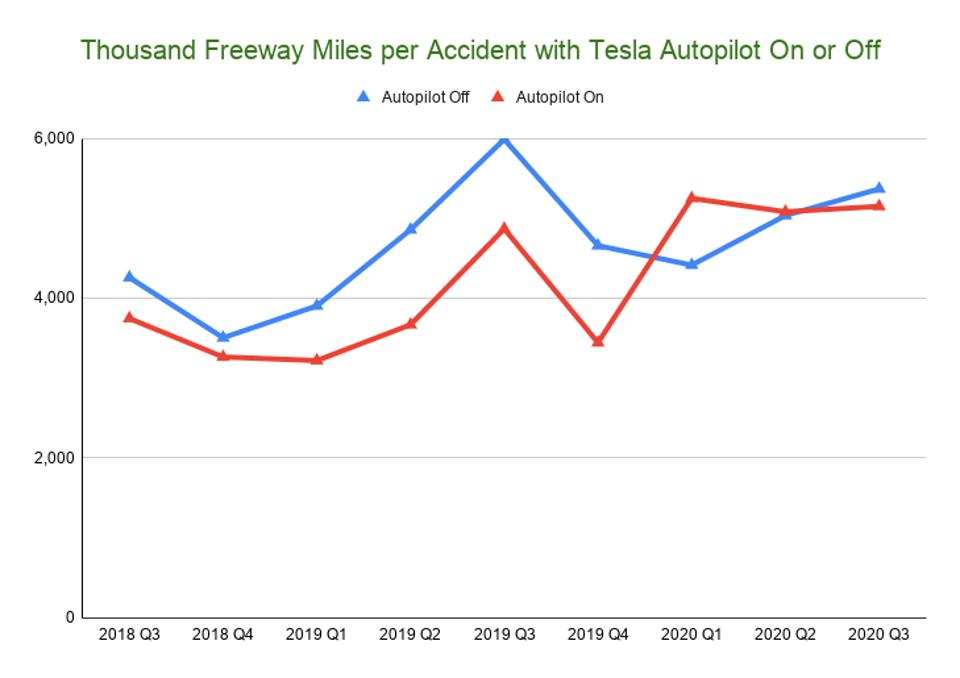 Thousand Freeway Miles per Accident with Tesla Autopilot On or Off
Autopilot Off Autopilot On
6,000
4,000
2,000
0
2018 Q3 2018 Q4 2019 Q1 2019 Q2 2019 Q3 2019 Q4 2020 Q1 2020 Q2 2020 Q3